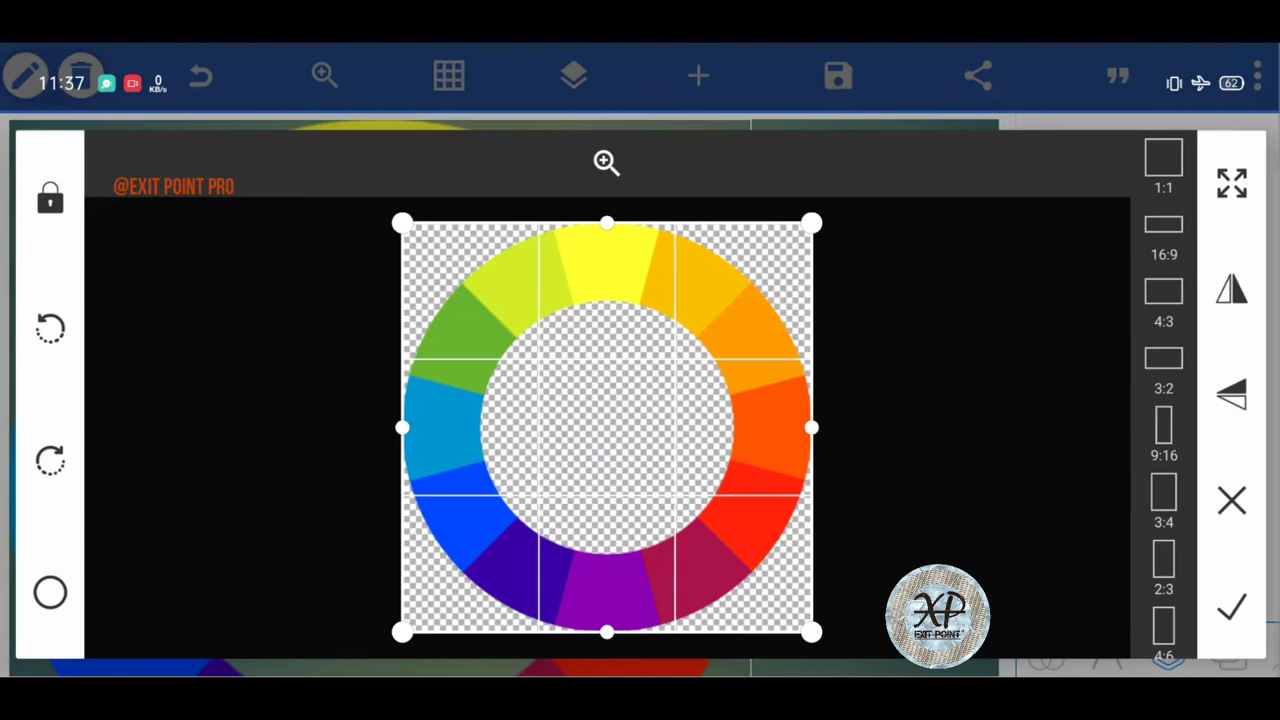 11:37
0
KB/s
62
@EXIT POINT PRO
1:1
16:9
4:3
3:2
9:16
3:4
2:3
4:6
XP
EXIT-POINT